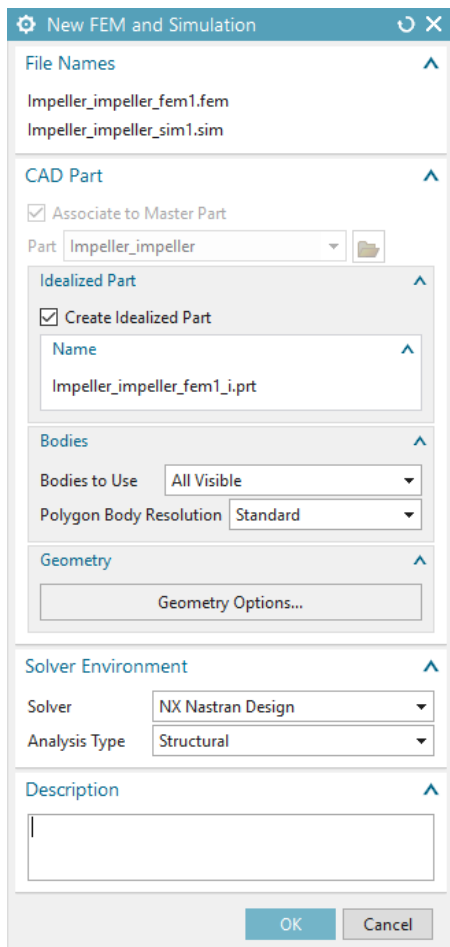 New FEM and Simulation
File Names
Impeller_impeller_fem1.fem
Impeller_impeller_sim1.sim
CAD Part
Associate to Master Part
Part Impeller_impeller
Idealized Part
Create Idealized Part
Name
Impeller_impeller_fem1_i.prt
Bodies
Bodies to Use All Visible
Polygon Body Resolution Standard
Geometry
Geometry Options...
Solver Environment
Solver NX Nastran Design
Analysis Type Structural
Description
OK Cancel